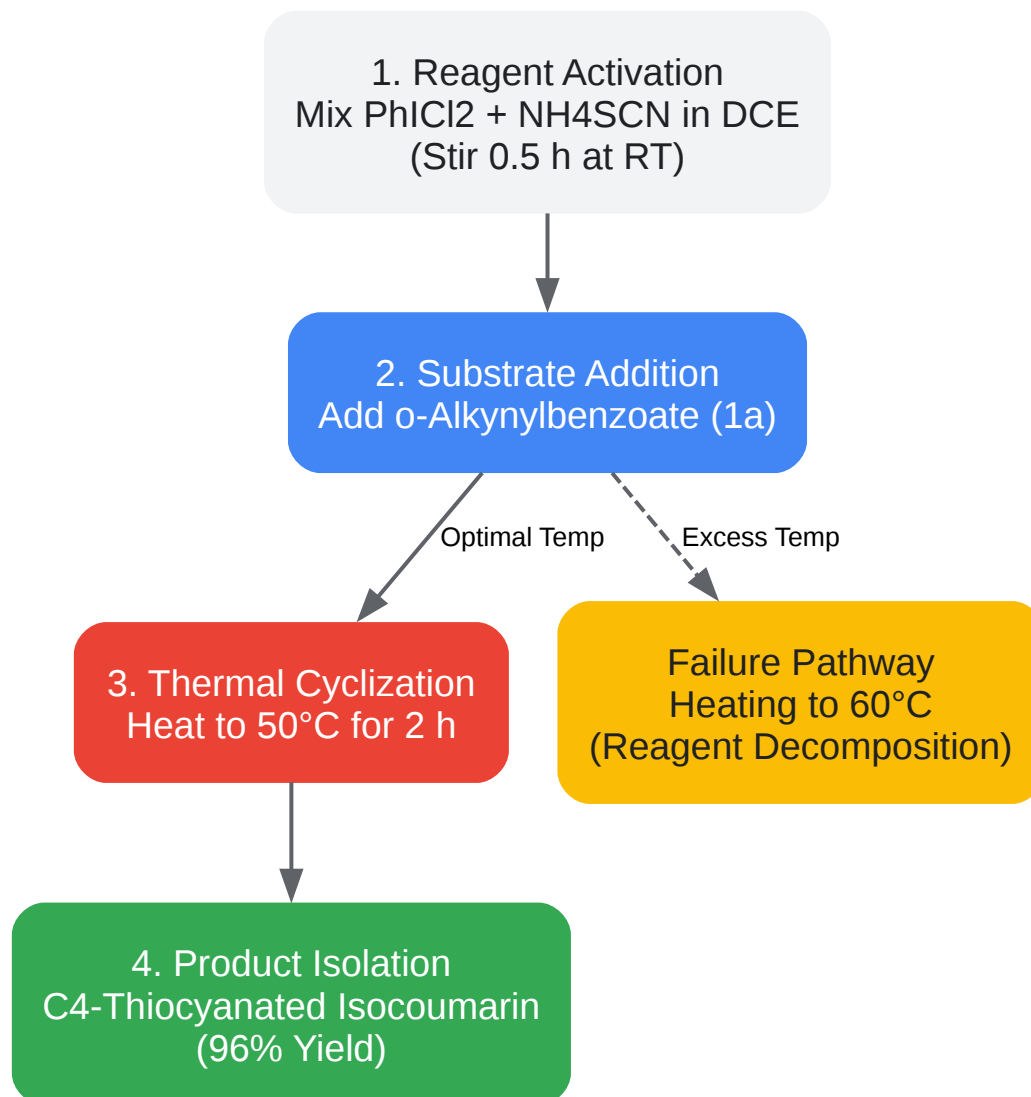 1. Reagent Activation
Mix PhICl2 + NH4SCN in DCE
(Stir 0.5 h at RT)
2. Substrate Addition
Add o-Alkynylbenzoate (1a)
Optimal Temp
Excess Temp
3. Thermal Cyclization
Heat to 50°C for 2 h
Failure Pathway
Heating to 60°C
(Reagent Decomposition)
4. Product Isolation
C4-Thiocyanated Isocoumarin
(96% Yield)